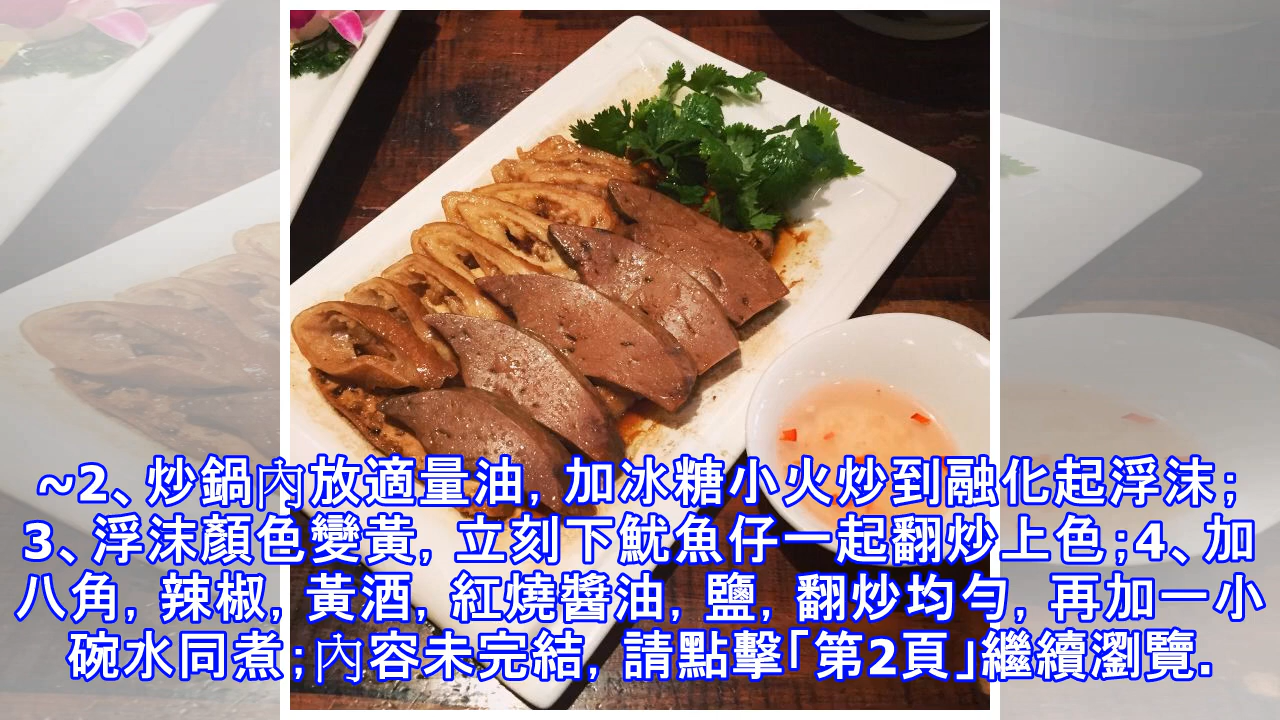 ~2、炒鍋內放適量油, 加冰糖小火炒到融化起浮沫;
3、浮沫顏色變黃, 立刻下魷魚仔一起翻炒上色;4、加
八角, 辣椒, 黃酒, 紅燒醬油, 鹽, 翻炒均勻, 再加一小
碗水同煮;內容未完結, 請點擊「第2頁」繼續瀏覽.